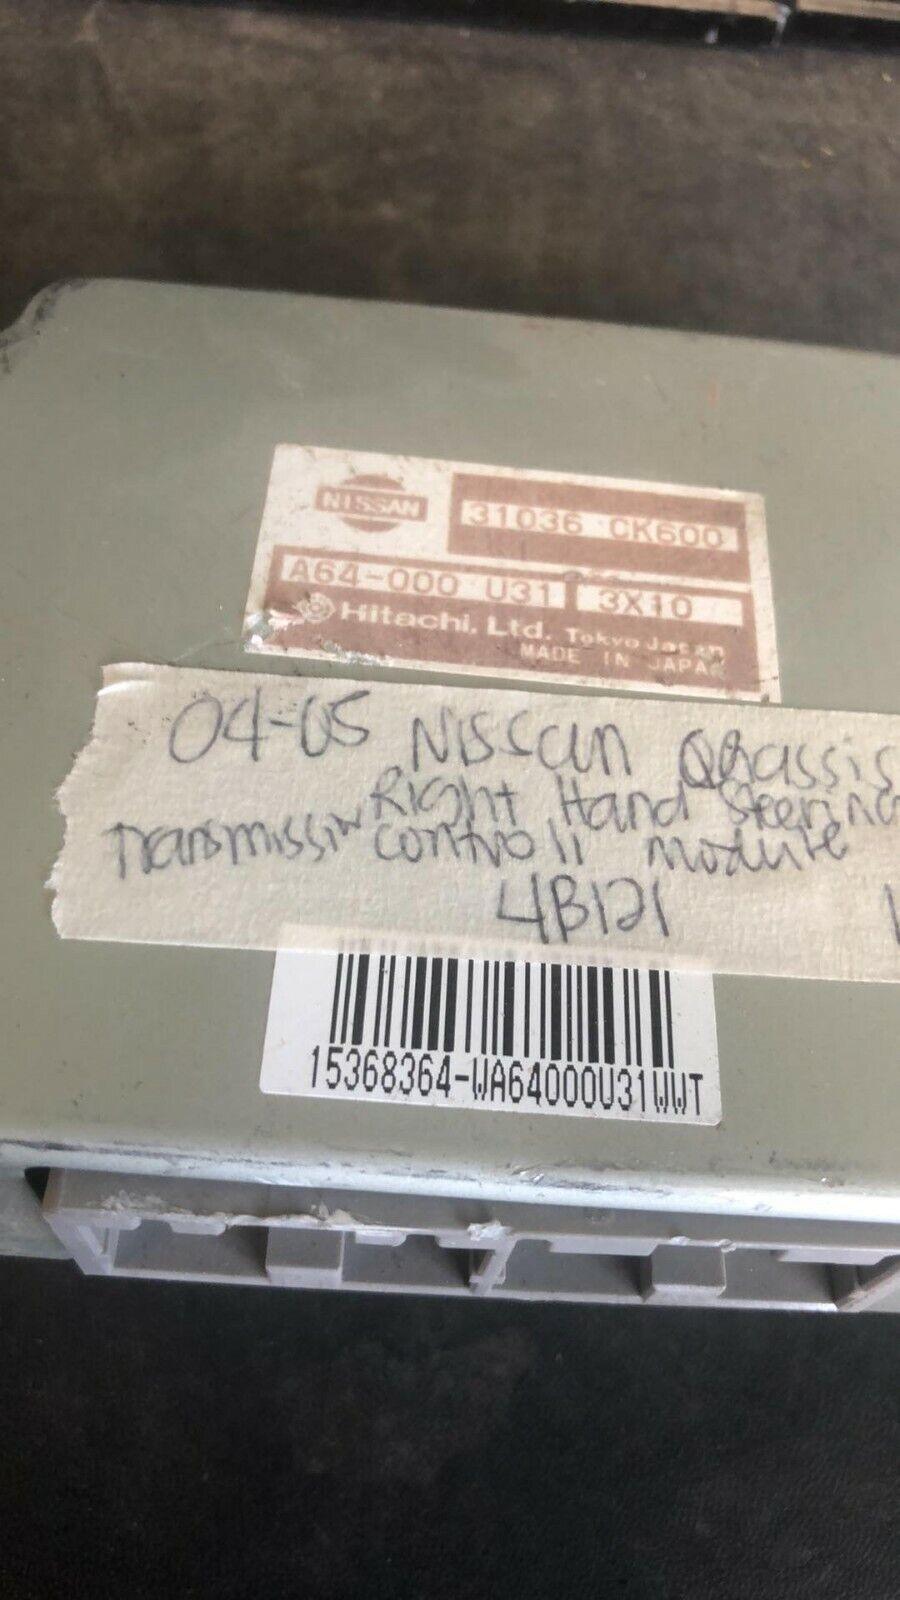 NISSAN
31036 CK600
A64-000 U31 3X10
Hitachi, Ltd. Tokyo Japan
MADE IN JAPAN
04-05 Nissan
Right Hand Steering
Transmissin controll module
4B121
15368364-WA64000U31WWT